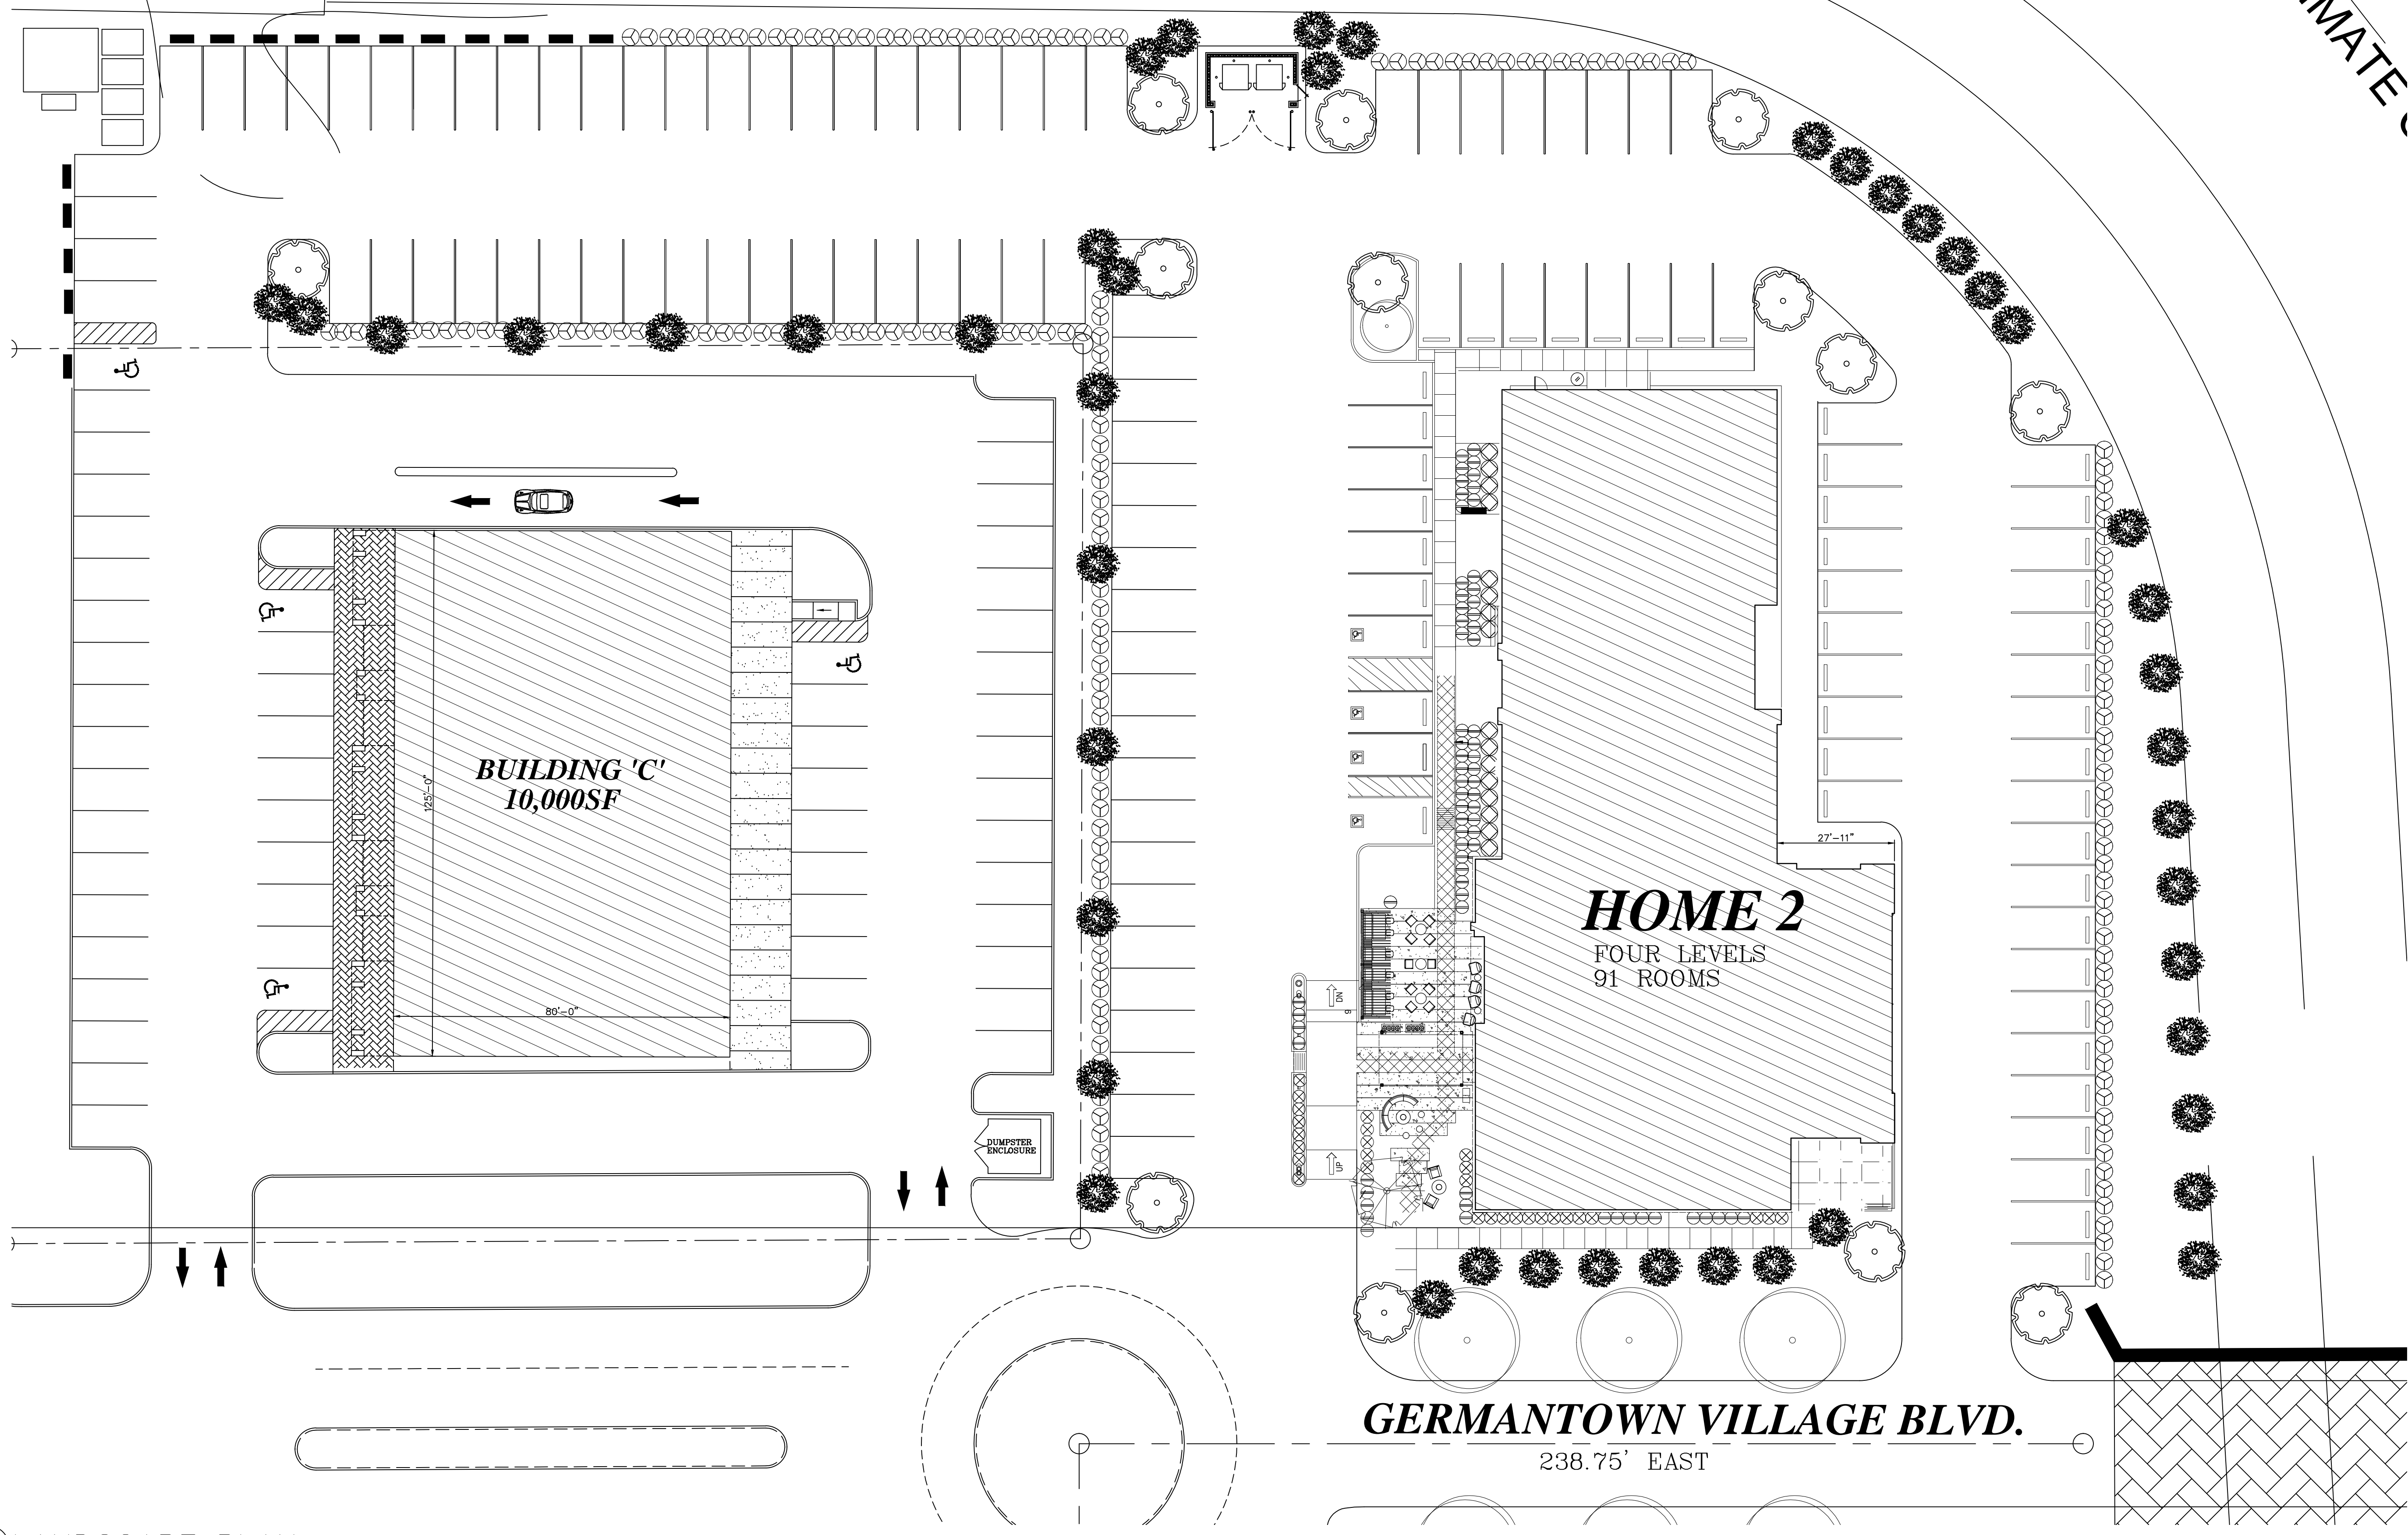 BUILDING 'C'
10,000SF
125'-0"
80'-0"
DUMPSTER
ENCLOSURE
HOME 2
FOUR LEVELS
91 ROOMS
27'-11"
DN
6
UP
GERMANTOWN VILLAGE BLVD.
238.75' EAST